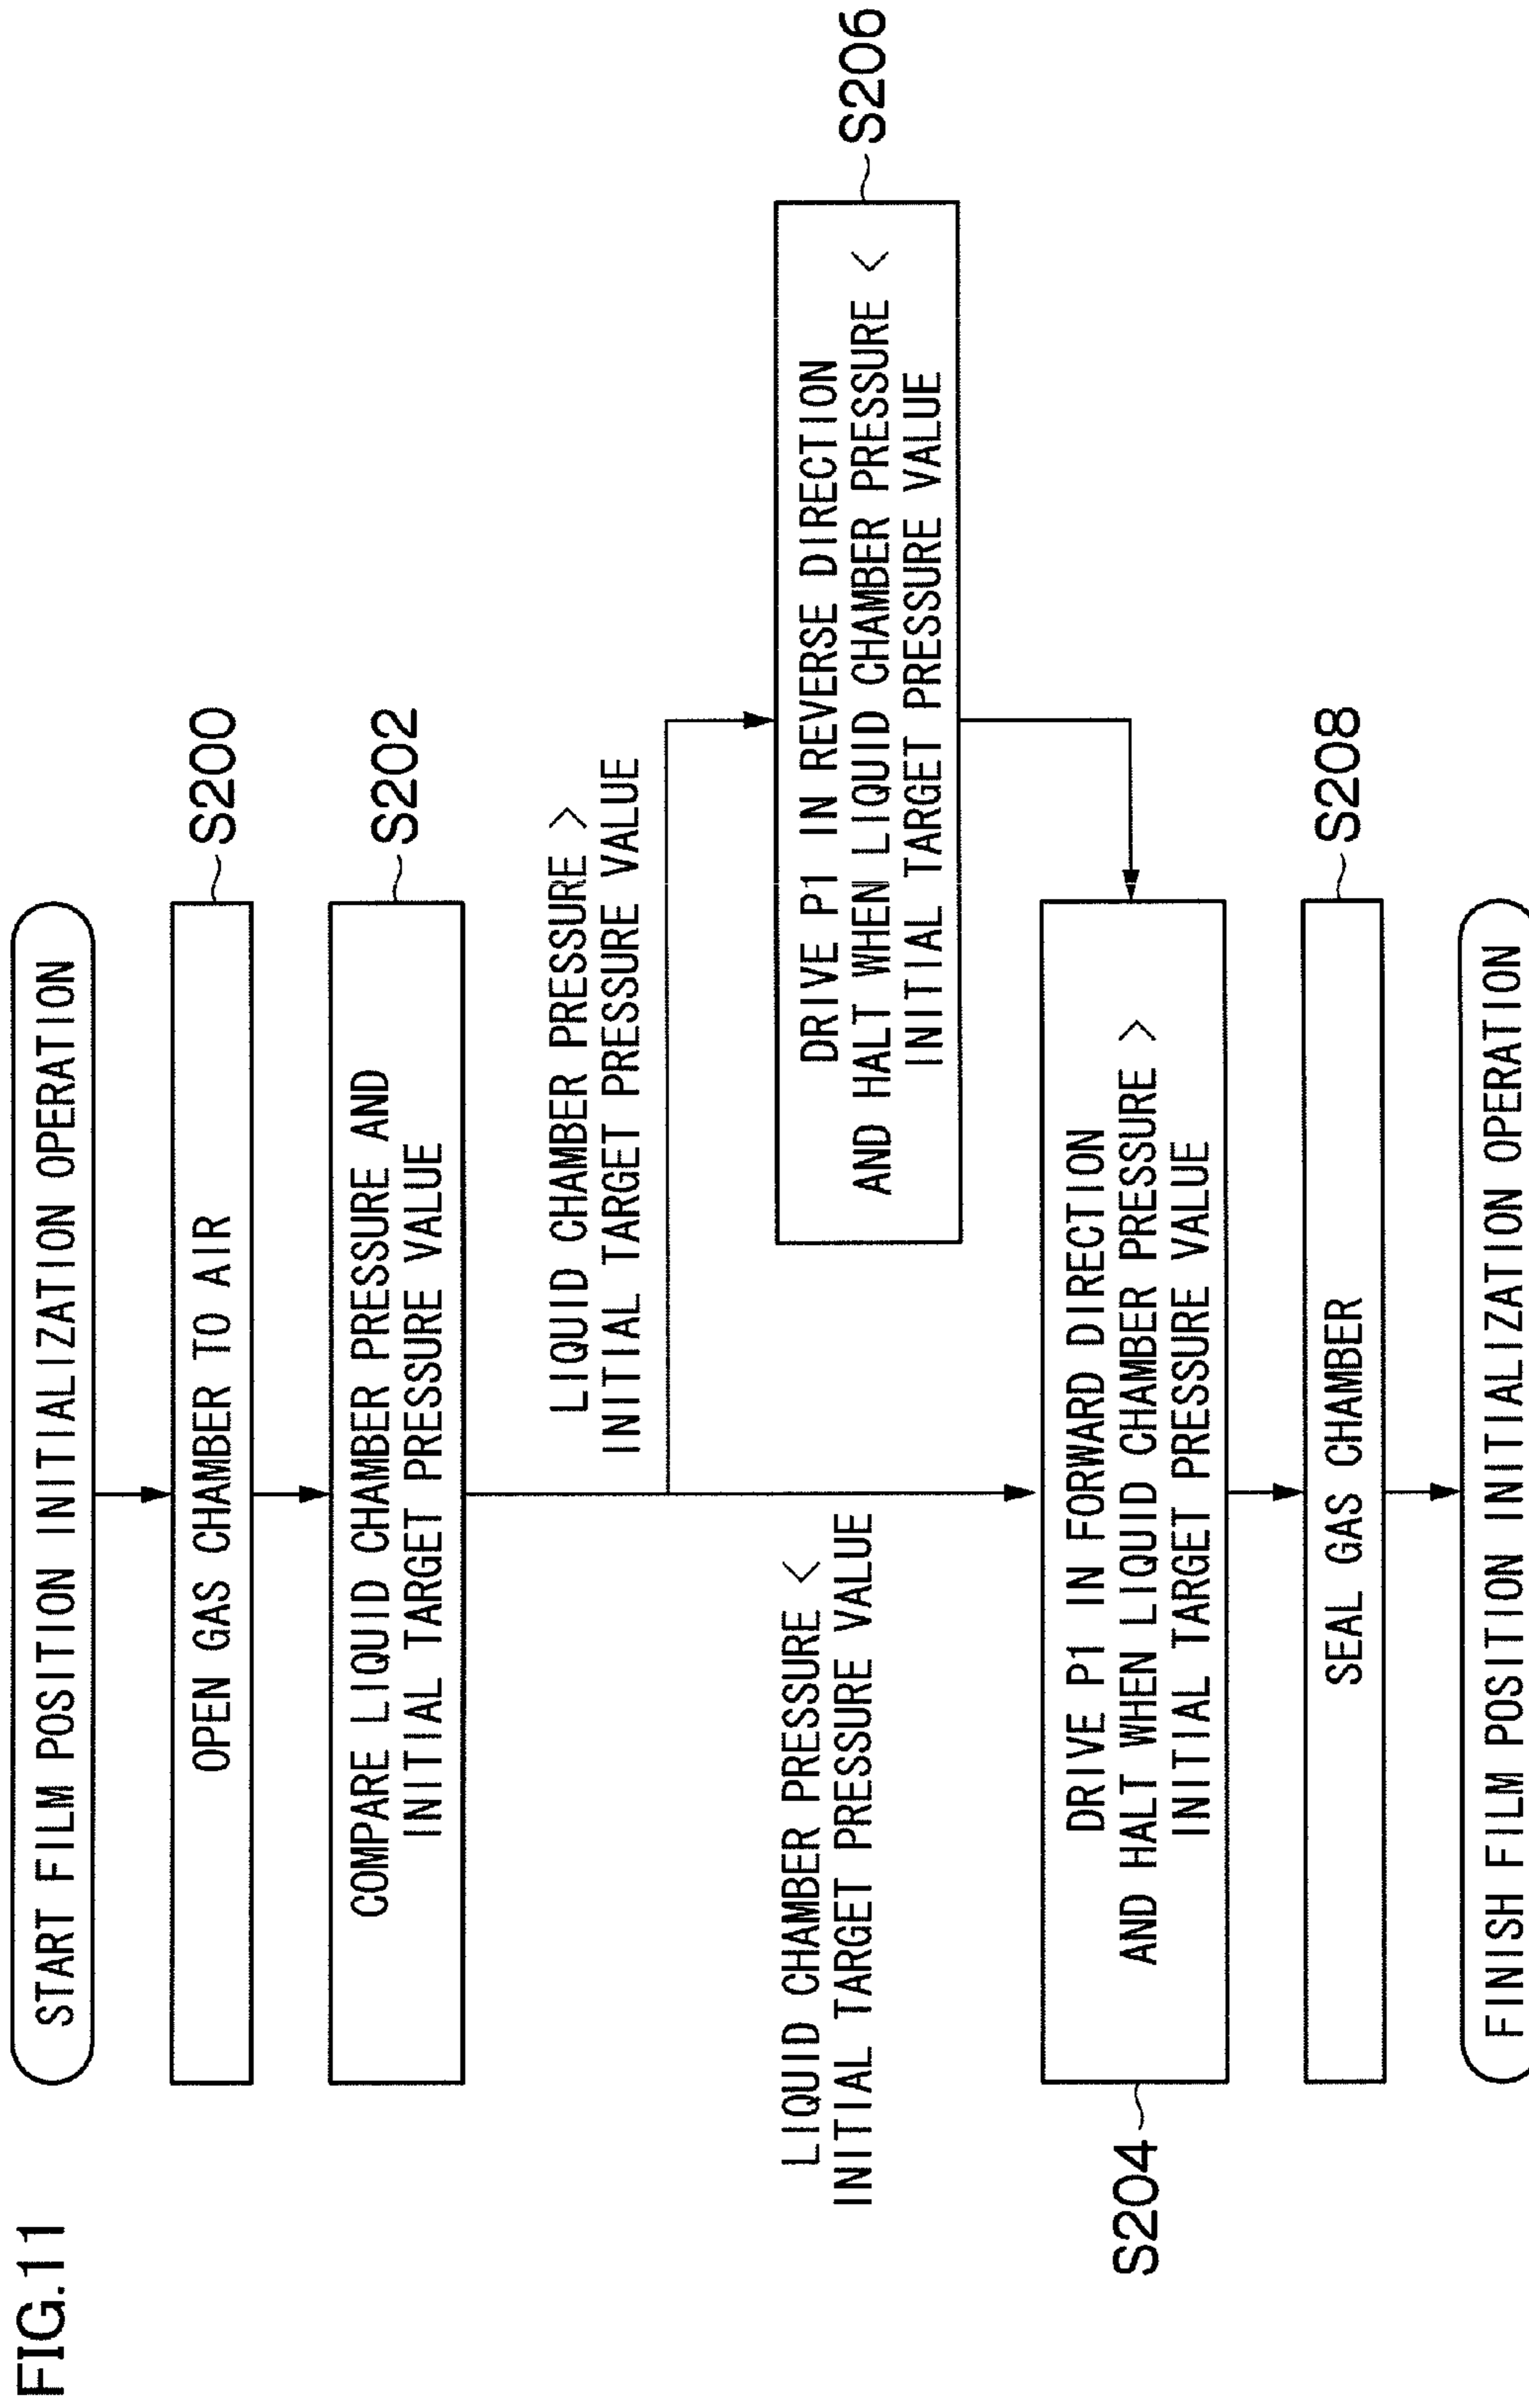 FIG.11
START FILM POSITION INITIALIZATION OPERATION
OPEN GAS CHAMBER TO AIR
S200
COMPARE LIQUID CHAMBER PRESSURE AND
INITIAL TARGET PRESSURE VALUE
S202
LIQUID CHAMBER PRESSURE >
INITIAL TARGET PRESSURE VALUE
LIQUID CHAMBER PRESSURE <
INITIAL TARGET PRESSURE VALUE
DRIVE P1 IN REVERSE DIRECTION
AND HALT WHEN LIQUID CHAMBER PRESSURE <
INITIAL TARGET PRESSURE VALUE
S206
S204
DRIVE P1 IN FORWARD DIRECTION
AND HALT WHEN LIQUID CHAMBER PRESSURE >
INITIAL TARGET PRESSURE VALUE
SEAL GAS CHAMBER
S208
FINISH FILM POSITION INITIALIZATION OPERATION